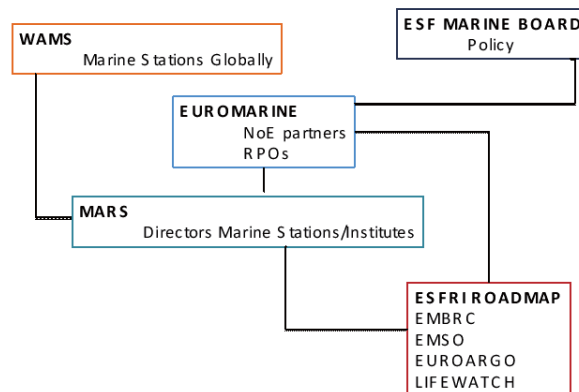 WAMS
Marine Stations Globally
ESF MARINE BOARD
Policy
EUROMARINE
NoE partners
RPOs
MARS
Directors Marine Stations/Institutes
ESFRI ROADMAP
EMBRC
EMSO
EUROARGO
LIFEWATCH